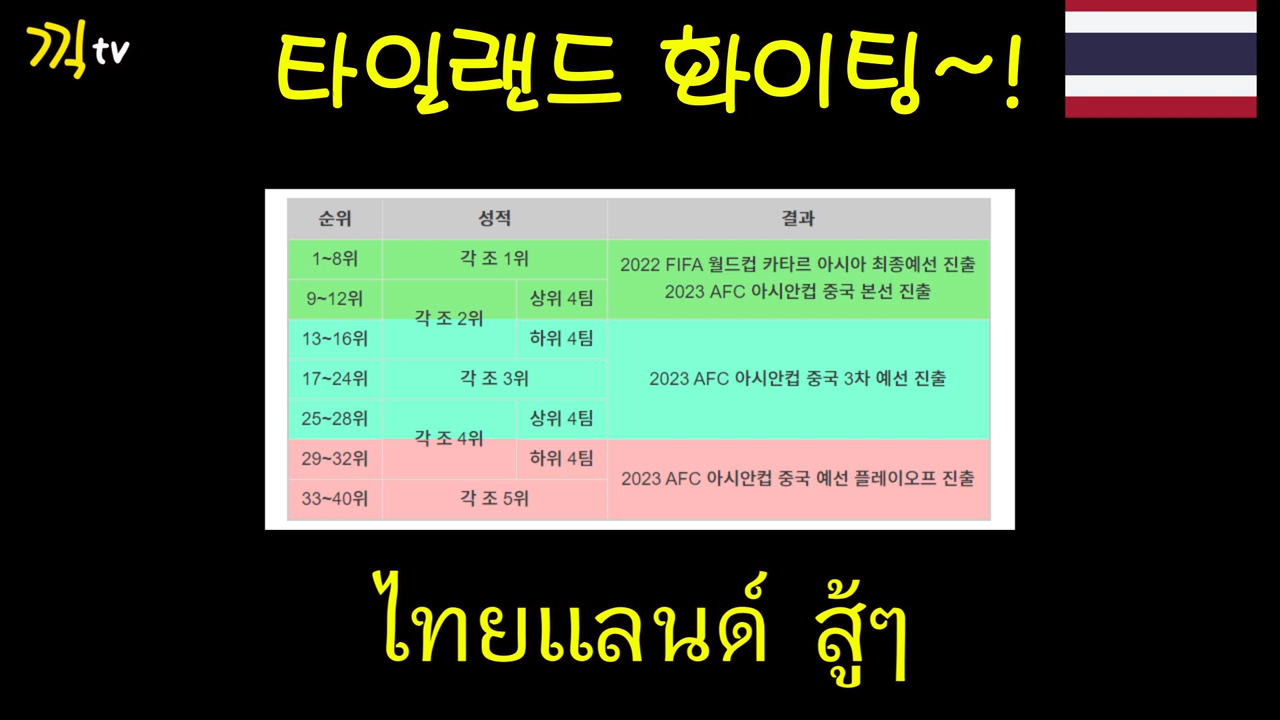 끽tv
타일랜드 화이팅~!
순위 성적 결과
1~8위 각 조 1위
2022 FIFA 월드컵 카타르 아시아 최종예선 진출
2023 AFC 아시안컵 중국 본선 진출
9~12위 각 조 2위 상위 4팀
13~16위 하위 4팀
17~24위 각 조 3위 2023 AFC 아시안컵 중국 3차 예선 진출
25~28위 각 조 4위 상위 4팀
29~32위 하위 4팀
2023 AFC 아시안컵 중국 예선 플레이오프 진출
33~40위 각 조 5위
ไทยแลนด์ สู้ๆ